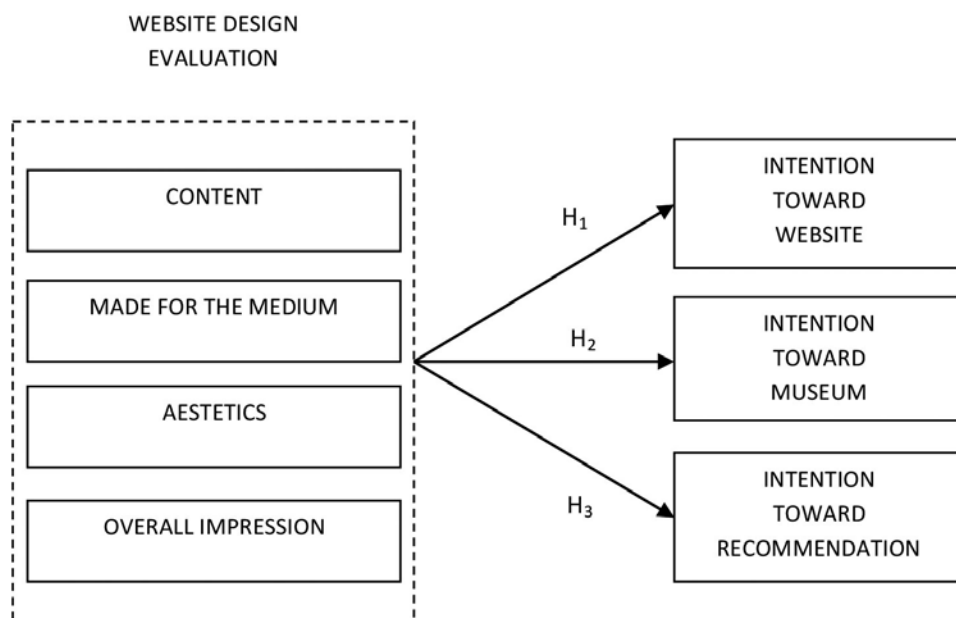 WEBSITE DESIGN
EVALUATION
CONTENT
MADE FOR THE MEDIUM
AESTETICS
OVERALL IMPRESSION
H₁
H₂
H₃
INTENTION
TOWARD
WEBSITE
INTENTION
TOWARD
MUSEUM
INTENTION
TOWARD
RECOMMENDATION